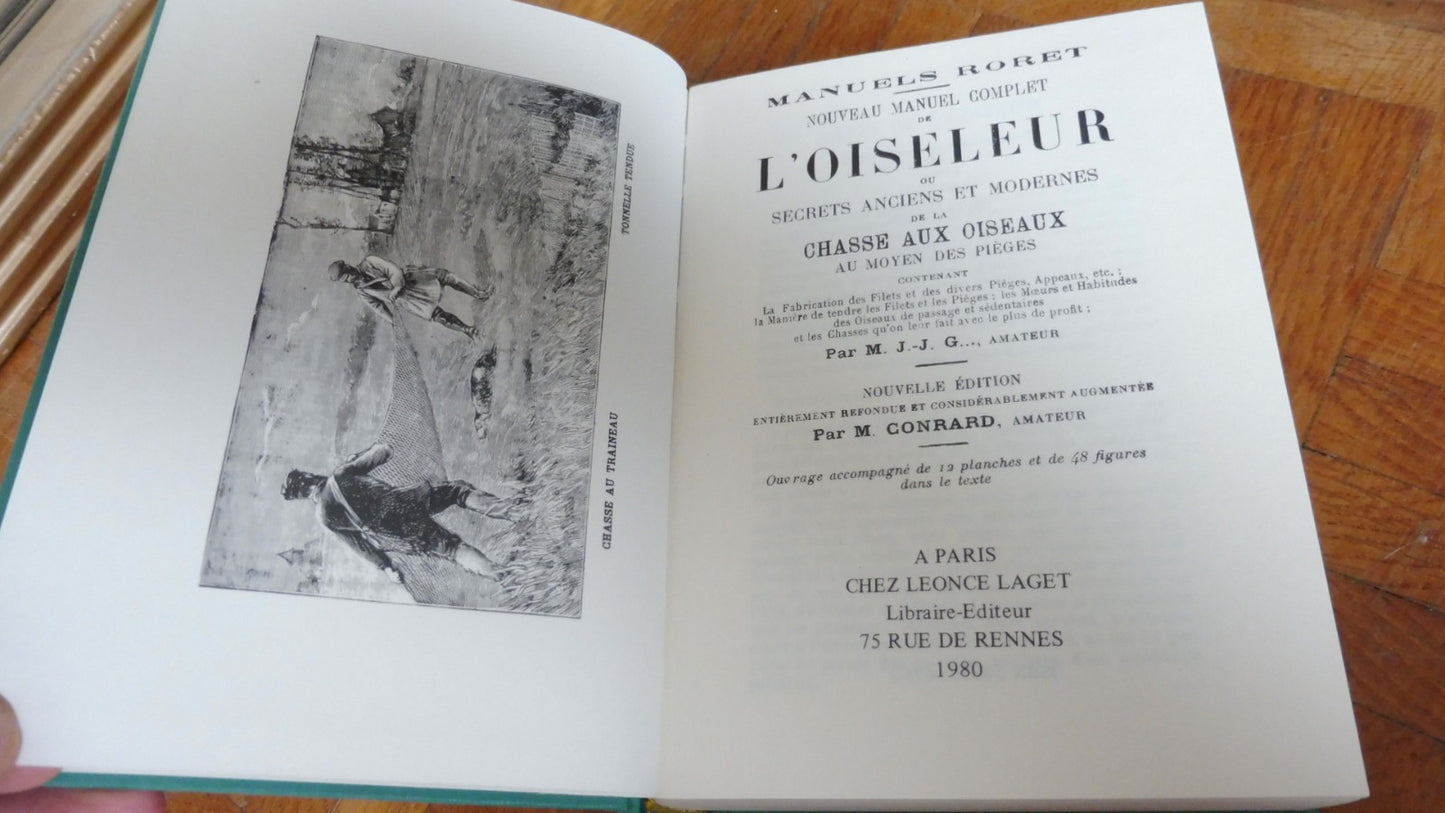 TONNELLE TENDUE
CHASSE AU TRAINEAU
MANUELS RORET
NOUVEAU MANUEL COMPLET
DE
L'OISELEUR
OU
SECRETS ANCIENS ET MODERNES
DE LA
CHASSE AUX OISEAUX
AU MOYEN DES PIÈGES
CONTENANT
La Fabrication des Filets et des divers Pièges, Appeaux, etc. ;
la Manière de tendre les Filets et les Pièges ; les Mœurs et Habitudes
des Oiseaux de passage et sédentaires
et les Chasses qu'on leur fait avec le plus de profit ;
Par M. J.-J. G..., AMATEUR
NOUVELLE ÉDITION
ENTIÈREMENT REFONDUE ET CONSIDÉRABLEMENT AUGMENTÉE
Par M. CONRARD, AMATEUR
Ouvrage accompagné de 12 planches et de 48 figures
dans le texte
A PARIS
CHEZ LEONCE LAGET
Libraire-Editeur
75 RUE DE RENNES
1980